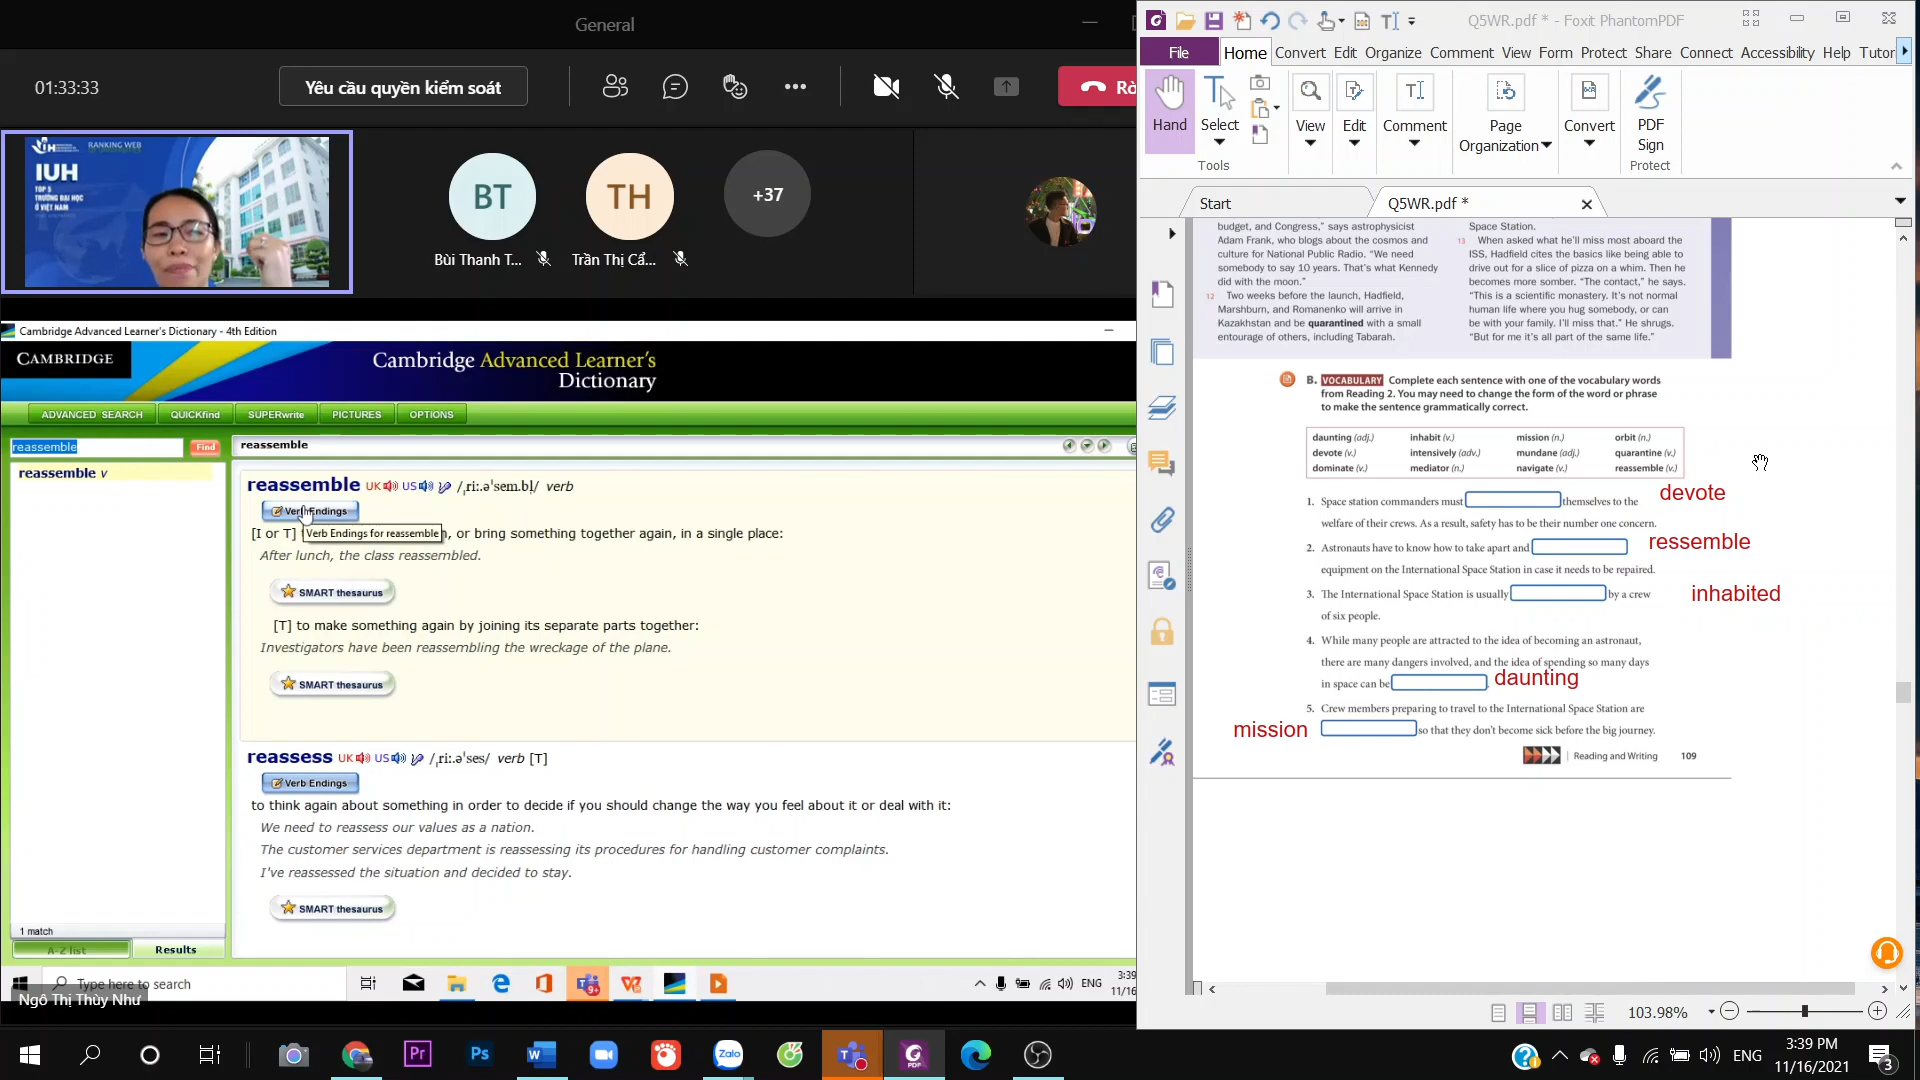 General
01:33:33
Yêu cầu quyền kiểm soát
RANKING WEB
IUH
TOP 5
TRƯỜNG ĐẠI HỌC
Ở VIỆT NAM
BT
TH
+37
Bùi Thanh T...
Trần Thị Cẩ...
Cambridge Advanced Learner's Dictionary - 4th Edition
CAMBRIDGE
Cambridge Advanced Learner's
Dictionary
ADVANCED SEARCH
QUICKfind
SUPERwrite
PICTURES
OPTIONS
reassemble
Find
reassemble
reassemble v
reassemble UK US /ˌriː.əˈsem.bl̩/ verb
Verb Endings
[I or T]
Verb Endings for reassemble
, or bring something together again, in a single place:
After lunch, the class reassembled.
SMART thesaurus
[T] to make something again by joining its separate parts together:
Investigators have been reassembling the wreckage of the plane.
SMART thesaurus
reassess UK US /ˌriː.əˈses/ verb [T]
Verb Endings
to think again about something in order to decide if you should change the way you feel about it or deal with it:
We need to reassess our values as a nation.
The customer services department is reassessing its procedures for handling customer complaints.
I've reassessed the situation and decided to stay.
SMART thesaurus
1 match
A-Z list
Results
Type here to search
ENG
3:39
11/16
Ngô Thị Thùy Như
Q5WR.pdf * - Foxit PhantomPDF
File Home Convert Edit Organize Comment View Form Protect Share Connect Accessibility Help Tutor
Hand
Select
Tools
View
Edit
Comment
Page
Organization
Convert
PDF
Sign
Protect
Start
Q5WR.pdf *
budget, and Congress," says astrophysicist
Adam Frank, who blogs about the cosmos and
culture for National Public Radio. "We need
somebody to say 10 years. That's what Kennedy
did with the moon."
12 Two weeks before the launch, Hadfield,
Marshburn, and Romanenko will arrive in
Kazakhstan and be quarantined with a small
entourage of others, including Tabarah.
Space Station.
13 When asked what he'll miss most aboard the
ISS, Hadfield cites the basics like being able to
drive out for a slice of pizza on a whim. Then he
becomes more somber. "The contact," he says.
"This is a scientific monastery. It's not normal
human life where you hug somebody, or can
be with your family. I'll miss that." He shrugs.
"But for me it's all part of the same life."
B. VOCABULARY Complete each sentence with one of the vocabulary words
from Reading 2. You may need to change the form of the word or phrase
to make the sentence grammatically correct.
daunting (adj.) inhabit (v.) mission (n.) orbit (n.)
devote (v.) intensively (adv.) mundane (adj.) quarantine (v.)
dominate (v.) mediator (n.) navigate (v.) reassemble (v.)
1. Space station commanders must themselves to the devote
welfare of their crews. As a result, safety has to be their number one concern.
2. Astronauts have to know how to take apart and ressemble
equipment on the International Space Station in case it needs to be repaired.
3. The International Space Station is usually by a crew inhabited
of six people.
4. While many people are attracted to the idea of becoming an astronaut,
there are many dangers involved, and the idea of spending so many days
in space can be . daunting
5. Crew members preparing to travel to the International Space Station are
mission so that they don't become sick before the big journey.
Reading and Writing 109
103.98%
Pr
Ps
Zalo
PDF
ENG
3:39 PM
11/16/2021
3